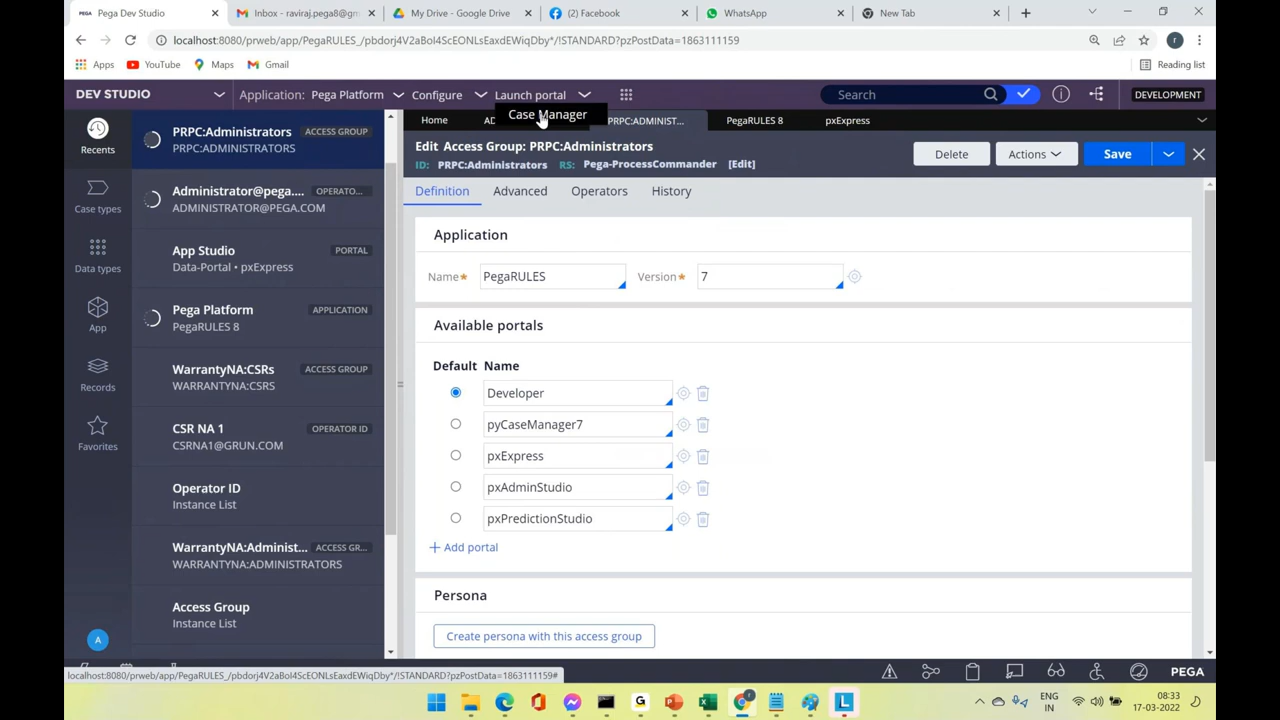 Pega Dev Studio
Inbox - raviraj.pega8@gm
My Drive - Google Drive
(2) Facebook
WhatsApp
New Tab
localhost:8080/prweb/app/PegaRULES_/pbdorj4V2aBoI4ScEONLsEaxdEWiqDby*/!STANDARD?pzPostData=1863111159
Apps
YouTube
Maps
Gmail
Reading list
DEV STUDIO
Application: Pega Platform
Configure
Launch portal
Search
DEVELOPMENT
Case Manager
Home
AD
PRPC:ADMINIST...
PegaRULES 8
pxExpress
Recents
Case types
Data types
App
Records
Favorites
A
PRPC:Administrators
ACCESS GROUP
PRPC:ADMINISTRATORS
Administrator@pega....
OPERATO...
ADMINISTRATOR@PEGA.COM
App Studio
PORTAL
Data-Portal • pxExpress
Pega Platform
APPLICATION
PegaRULES 8
WarrantyNA:CSRs
ACCESS GROUP
WARRANTYNA:CSRS
CSR NA 1
OPERATOR ID
CSRNA1@GRUN.COM
Operator ID
Instance List
WarrantyNA:Administ...
ACCESS GR...
WARRANTYNA:ADMINISTRATORS
Access Group
Instance List
Edit Access Group: PRPC:Administrators
ID: PRPC:Administrators RS: Pega-ProcessCommander [Edit]
Delete
Actions
Save
Definition
Advanced
Operators
History
Application
Name★ PegaRULES
Version★ 7
Available portals
Default Name
Developer
pyCaseManager7
pxExpress
pxAdminStudio
pxPredictionStudio
+ Add portal
Persona
Create persona with this access group
localhost:8080/prweb/app/PegaRULES_/pbdorj4V2aBoI4ScEONLsEaxdEWiqDby*/!STANDARD?pzPostData=1863111159#
PEGA
ENG
IN
08:33
17-03-2022